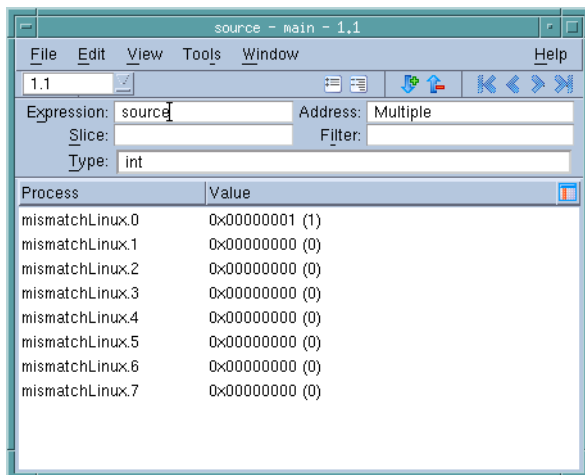 source - main - 1.1
File Edit View Tools Window Help
1.1
Expression: source Address: Multiple
Slice: Filter:
Type: int
Process Value
mismatchLinux.0 0x00000001 (1)
mismatchLinux.1 0x00000000 (0)
mismatchLinux.2 0x00000000 (0)
mismatchLinux.3 0x00000000 (0)
mismatchLinux.4 0x00000000 (0)
mismatchLinux.5 0x00000000 (0)
mismatchLinux.6 0x00000000 (0)
mismatchLinux.7 0x00000000 (0)